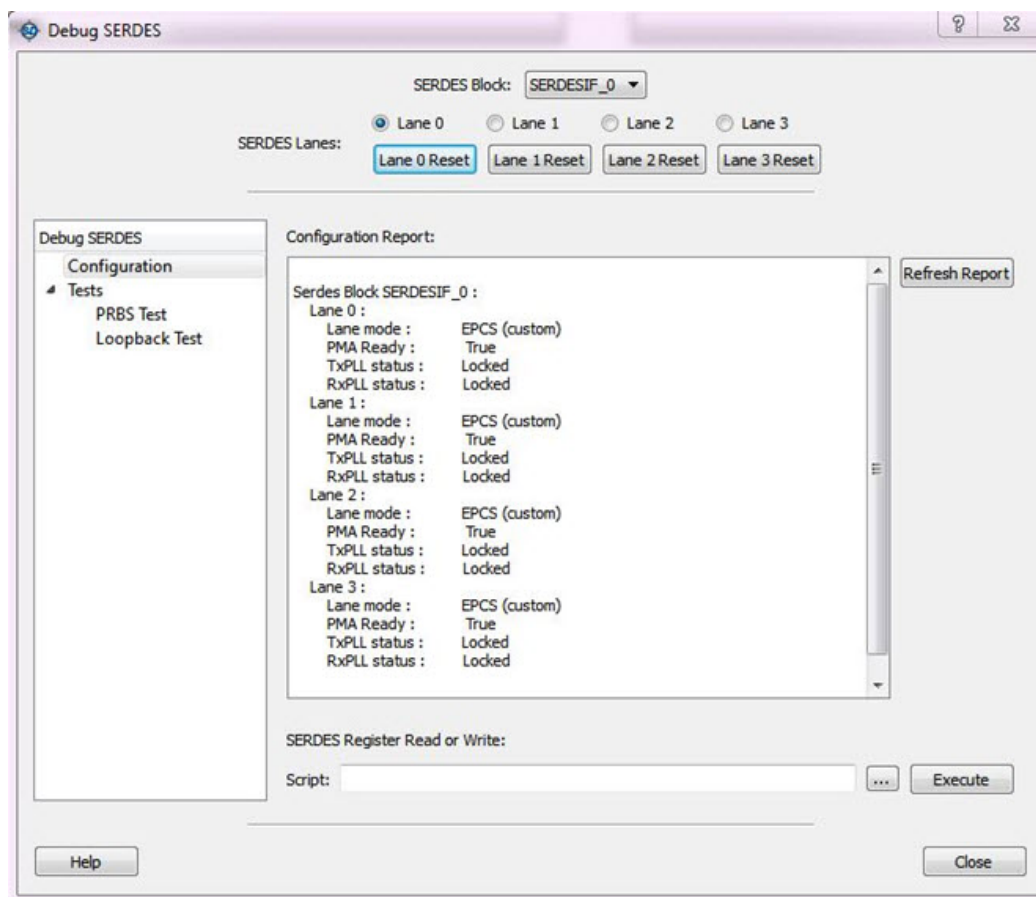 Debug SERDES
SERDES Block: SERDESIF_0
SERDES Lanes:
Lane 0 Lane 1 Lane 2 Lane 3
Lane 0 Reset Lane 1 Reset Lane 2 Reset Lane 3 Reset
Debug SERDES
Configuration
Tests
PRBS Test
Loopback Test
Configuration Report:
Refresh Report
Serdes Block SERDESIF_0 :
Lane 0 :
Lane mode : EPCS (custom)
PMA Ready : True
TxPLL status : Locked
RxPLL status : Locked
Lane 1 :
Lane mode : EPCS (custom)
PMA Ready : True
TxPLL status : Locked
RxPLL status : Locked
Lane 2 :
Lane mode : EPCS (custom)
PMA Ready : True
TxPLL status : Locked
RxPLL status : Locked
Lane 3 :
Lane mode : EPCS (custom)
PMA Ready : True
TxPLL status : Locked
RxPLL status : Locked
SERDES Register Read or Write:
Script: ... Execute
Help Close